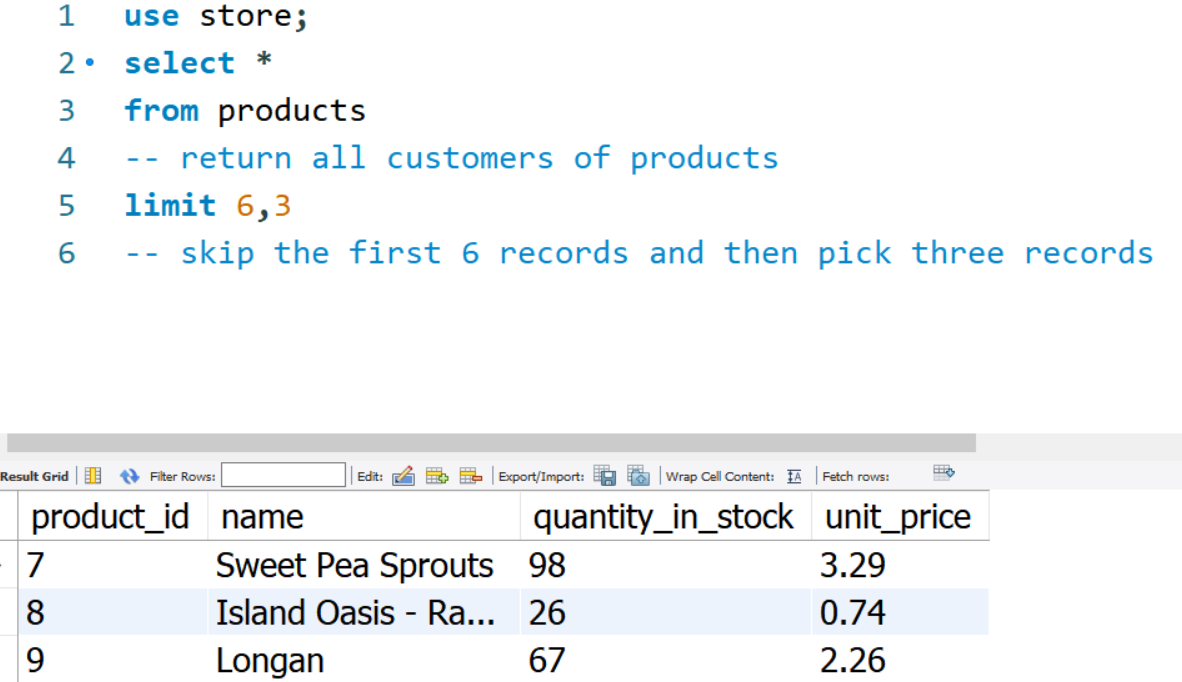 1 use store;
2 select *
3 from products
4 -- return all customers of products
5 limit 6,3
6 -- skip the first 6 records and then pick three records
Result Grid Filter Rows: Edit: Export/Import: Wrap Cell Content: IA Fetch rows:
product_id name quantity_in_stock unit_price
7 Sweet Pea Sprouts 98 3.29
8 Island Oasis - Ra... 26 0.74
9 Longan 67 2.26